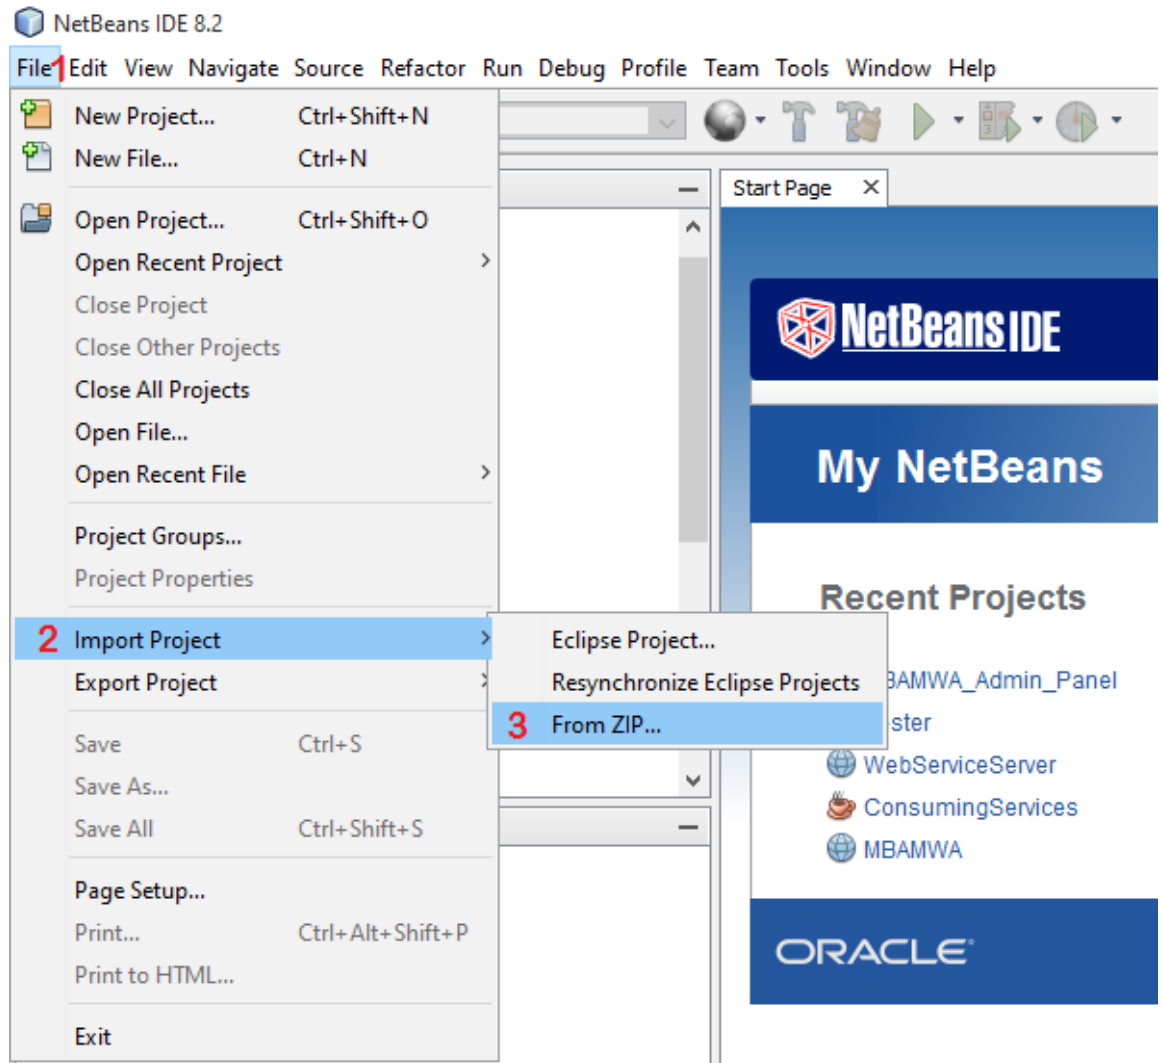 NetBeans IDE 8.2
File 1 Edit View Navigate Source Refactor Run Debug Profile Team Tools Window Help
New Project... Ctrl+Shift+N
New File... Ctrl+N
Open Project... Ctrl+Shift+O
Open Recent Project
Close Project
Close Other Projects
Close All Projects
Open File...
Open Recent File
Project Groups...
Project Properties
2 Import Project
Export Project
Save Ctrl+S
Save As...
Save All Ctrl+Shift+S
Page Setup...
Print... Ctrl+Alt+Shift+P
Print to HTML...
Exit
Eclipse Project...
Resynchronize Eclipse Projects
3 From ZIP...
Start Page
NetBeans IDE
My NetBeans
Recent Projects
BAMWA_Admin_Panel
ster
WebServiceServer
ConsumingServices
MBAMWA
ORACLE